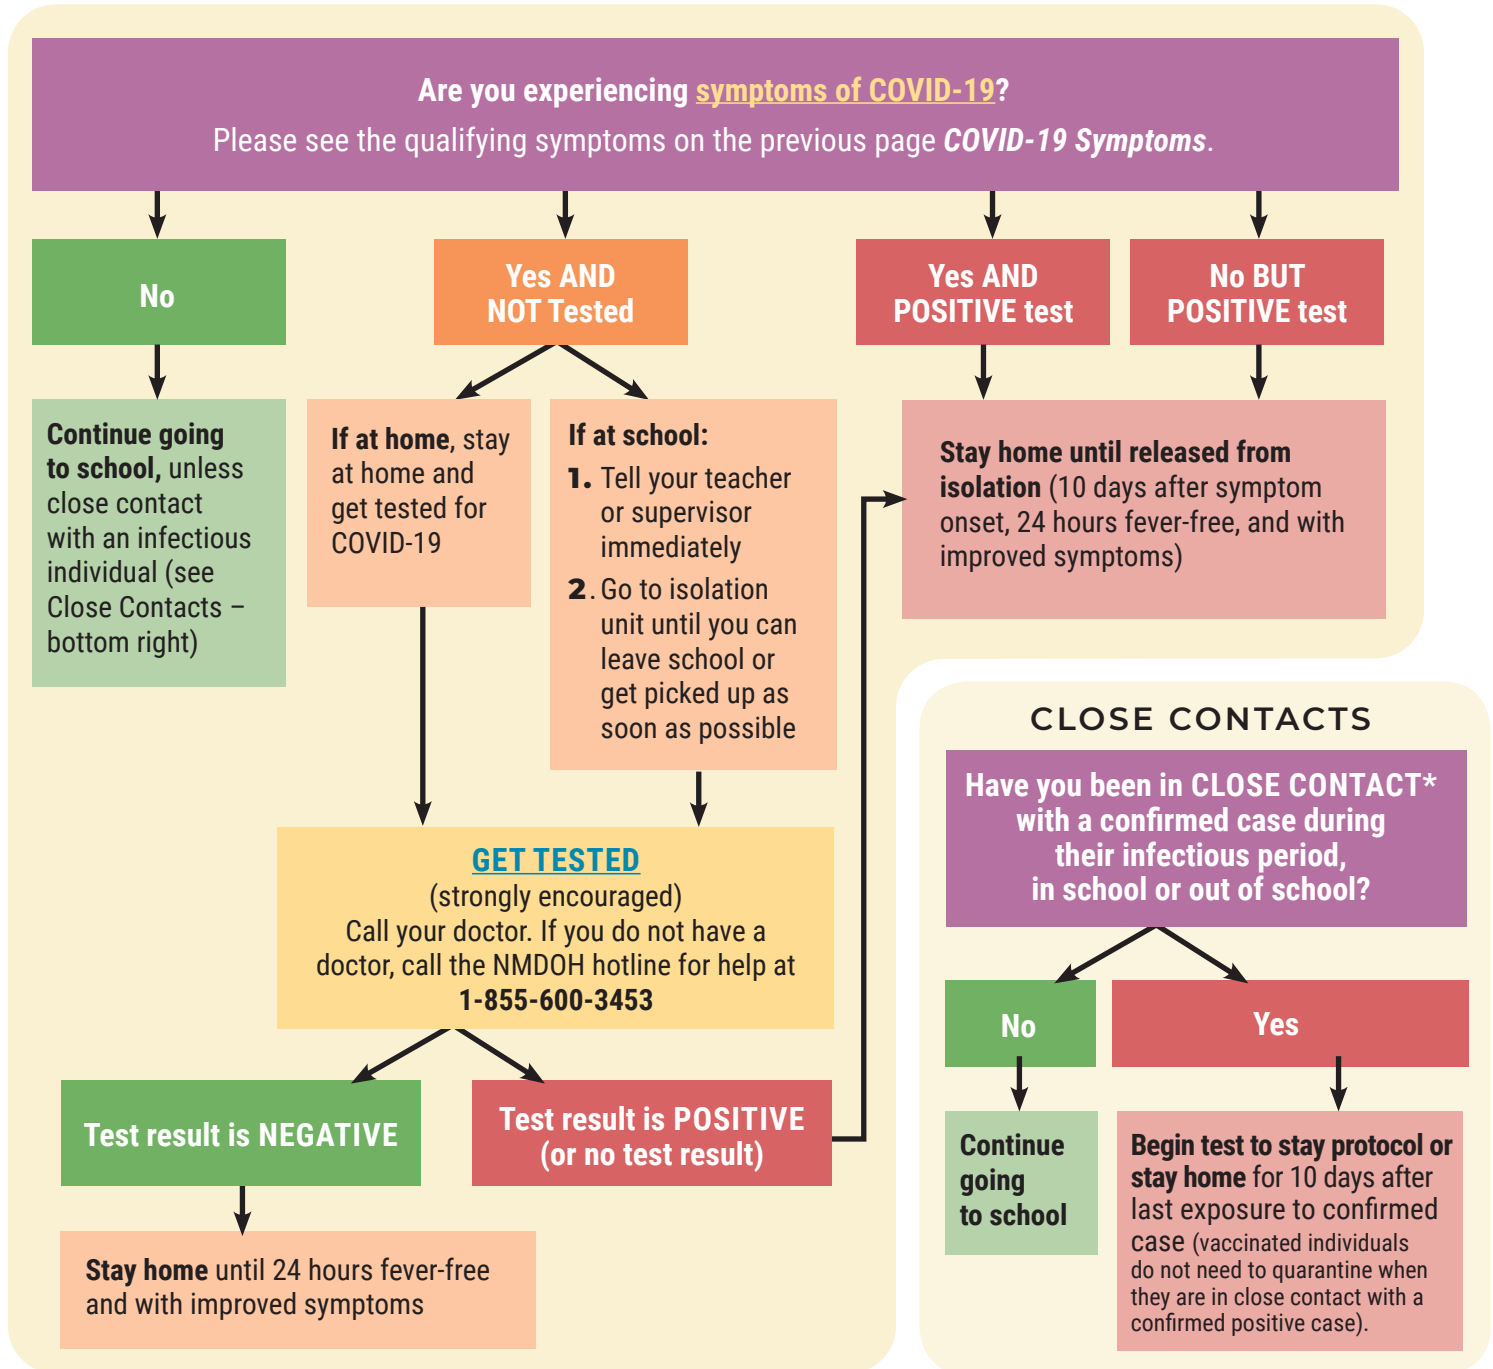 Are you experiencing symptoms of COVID-19?
Please see the qualifying symptoms on the previous page COVID-19 Symptoms.
No
Yes AND
NOT Tested
Yes AND
POSITIVE test
No BUT
POSITIVE test
Continue going
to school, unless
close contact
with an infectious
individual (see
Close Contacts –
bottom right)
If at home, stay
at home and
get tested for
COVID-19
If at school:
1. Tell your teacher
or supervisor
immediately
2. Go to isolation
unit until you can
leave school or
get picked up as
soon as possible
Stay home until released from
isolation (10 days after symptom
onset, 24 hours fever-free, and with
improved symptoms)
GET TESTED
(strongly encouraged)
Call your doctor. If you do not have a
doctor, call the NMDOH hotline for help at
1-855-600-3453
Test result is NEGATIVE
Test result is POSITIVE
(or no test result)
Stay home until 24 hours fever-free
and with improved symptoms
CLOSE CONTACTS
Have you been in CLOSE CONTACT*
with a confirmed case during
their infectious period,
in school or out of school?
No
Yes
Continue
going
to school
Begin test to stay protocol or
stay home for 10 days after
last exposure to confirmed
case (vaccinated individuals
do not need to quarantine when
they are in close contact with a
confirmed positive case).